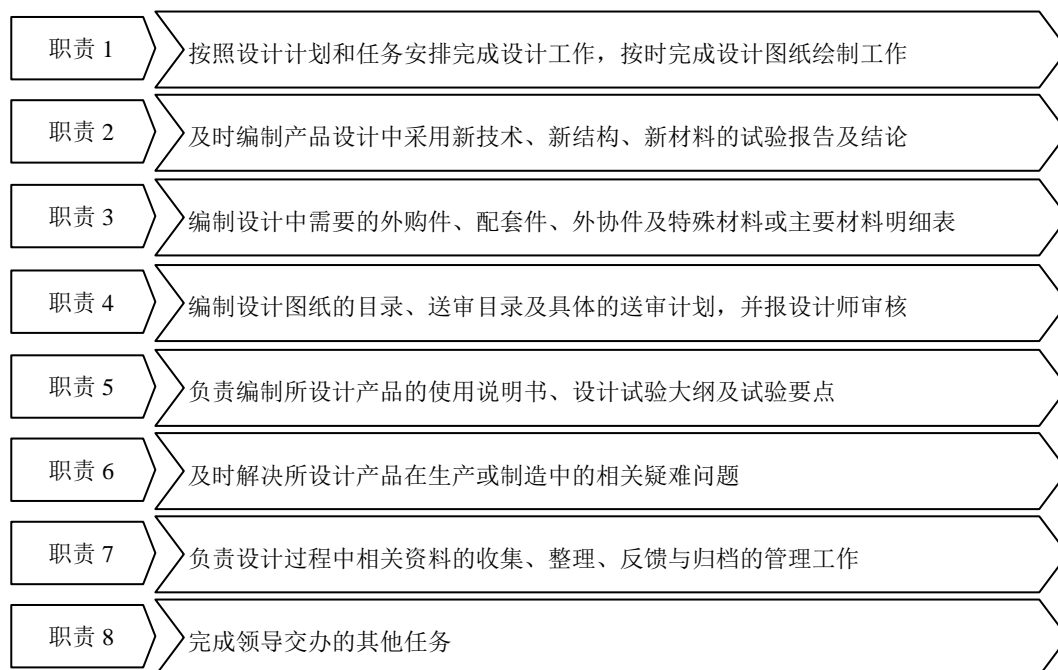 职责 1
按照设计计划和任务安排完成设计工作，按时完成设计图纸绘制工作
职责 2
及时编制产品设计中采用新技术、新结构、新材料的试验报告及结论
职责 3
编制设计中需要的外购件、配套件、外协件及特殊材料或主要材料明细表
职责 4
编制设计图纸的目录、送审目录及具体的送审计划，并报设计师审核
职责 5
负责编制所设计产品的使用说明书、设计试验大纲及试验要点
职责 6
及时解决所设计产品在生产或制造中的相关疑难问题
职责 7
负责设计过程中相关资料的收集、整理、反馈与归档的管理工作
职责 8
完成领导交办的其他任务